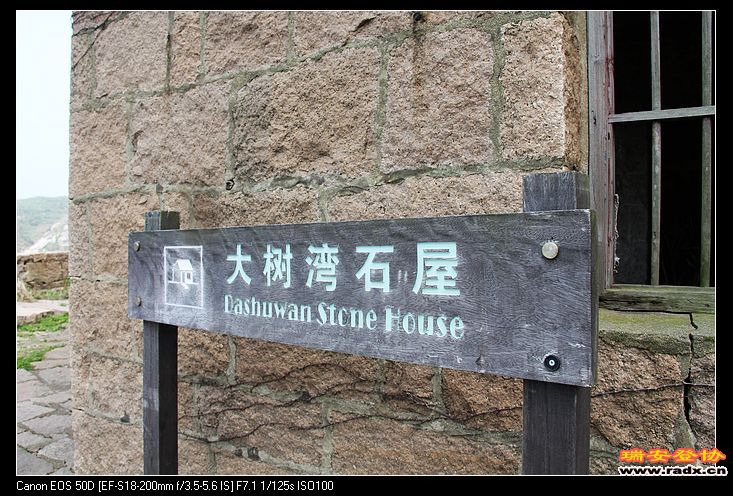 大树湾石屋
Dashuwan Stone House
Canon EOS 50D [EF-S18-200mm f/3.5-5.6 IS] F7.1 1/125s ISO100
瑞安登协
http://www.radx.cn